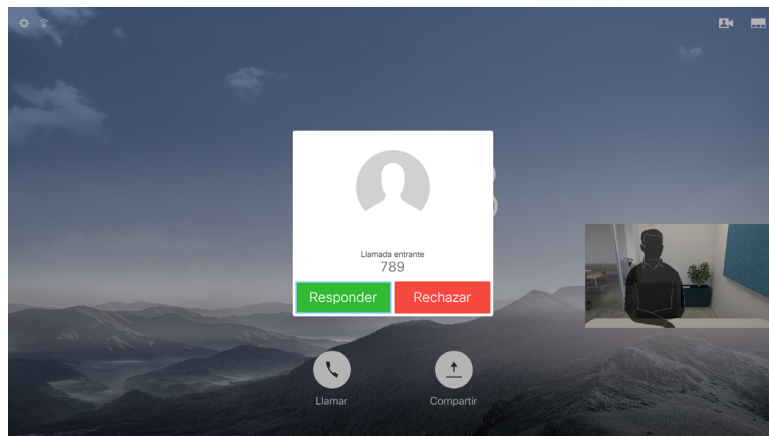 Llamada entrante
789
Responder
Rechazar
Llamar
Compartir